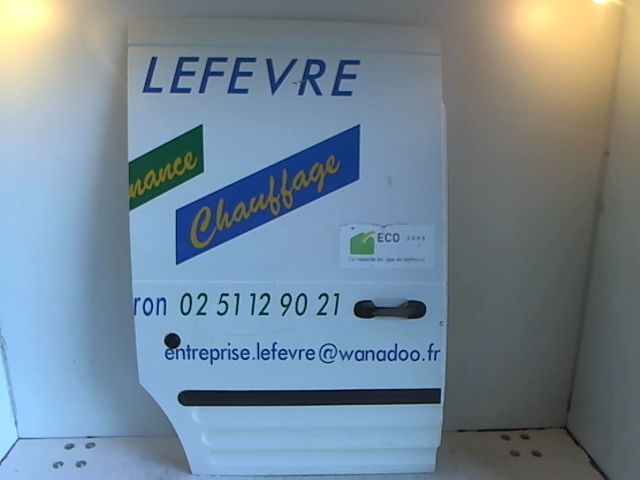 LEFEVRE
nance
Chauffage
ECO
ron 02 51 12 90 21
entreprise.lefevre@wanadoo.fr